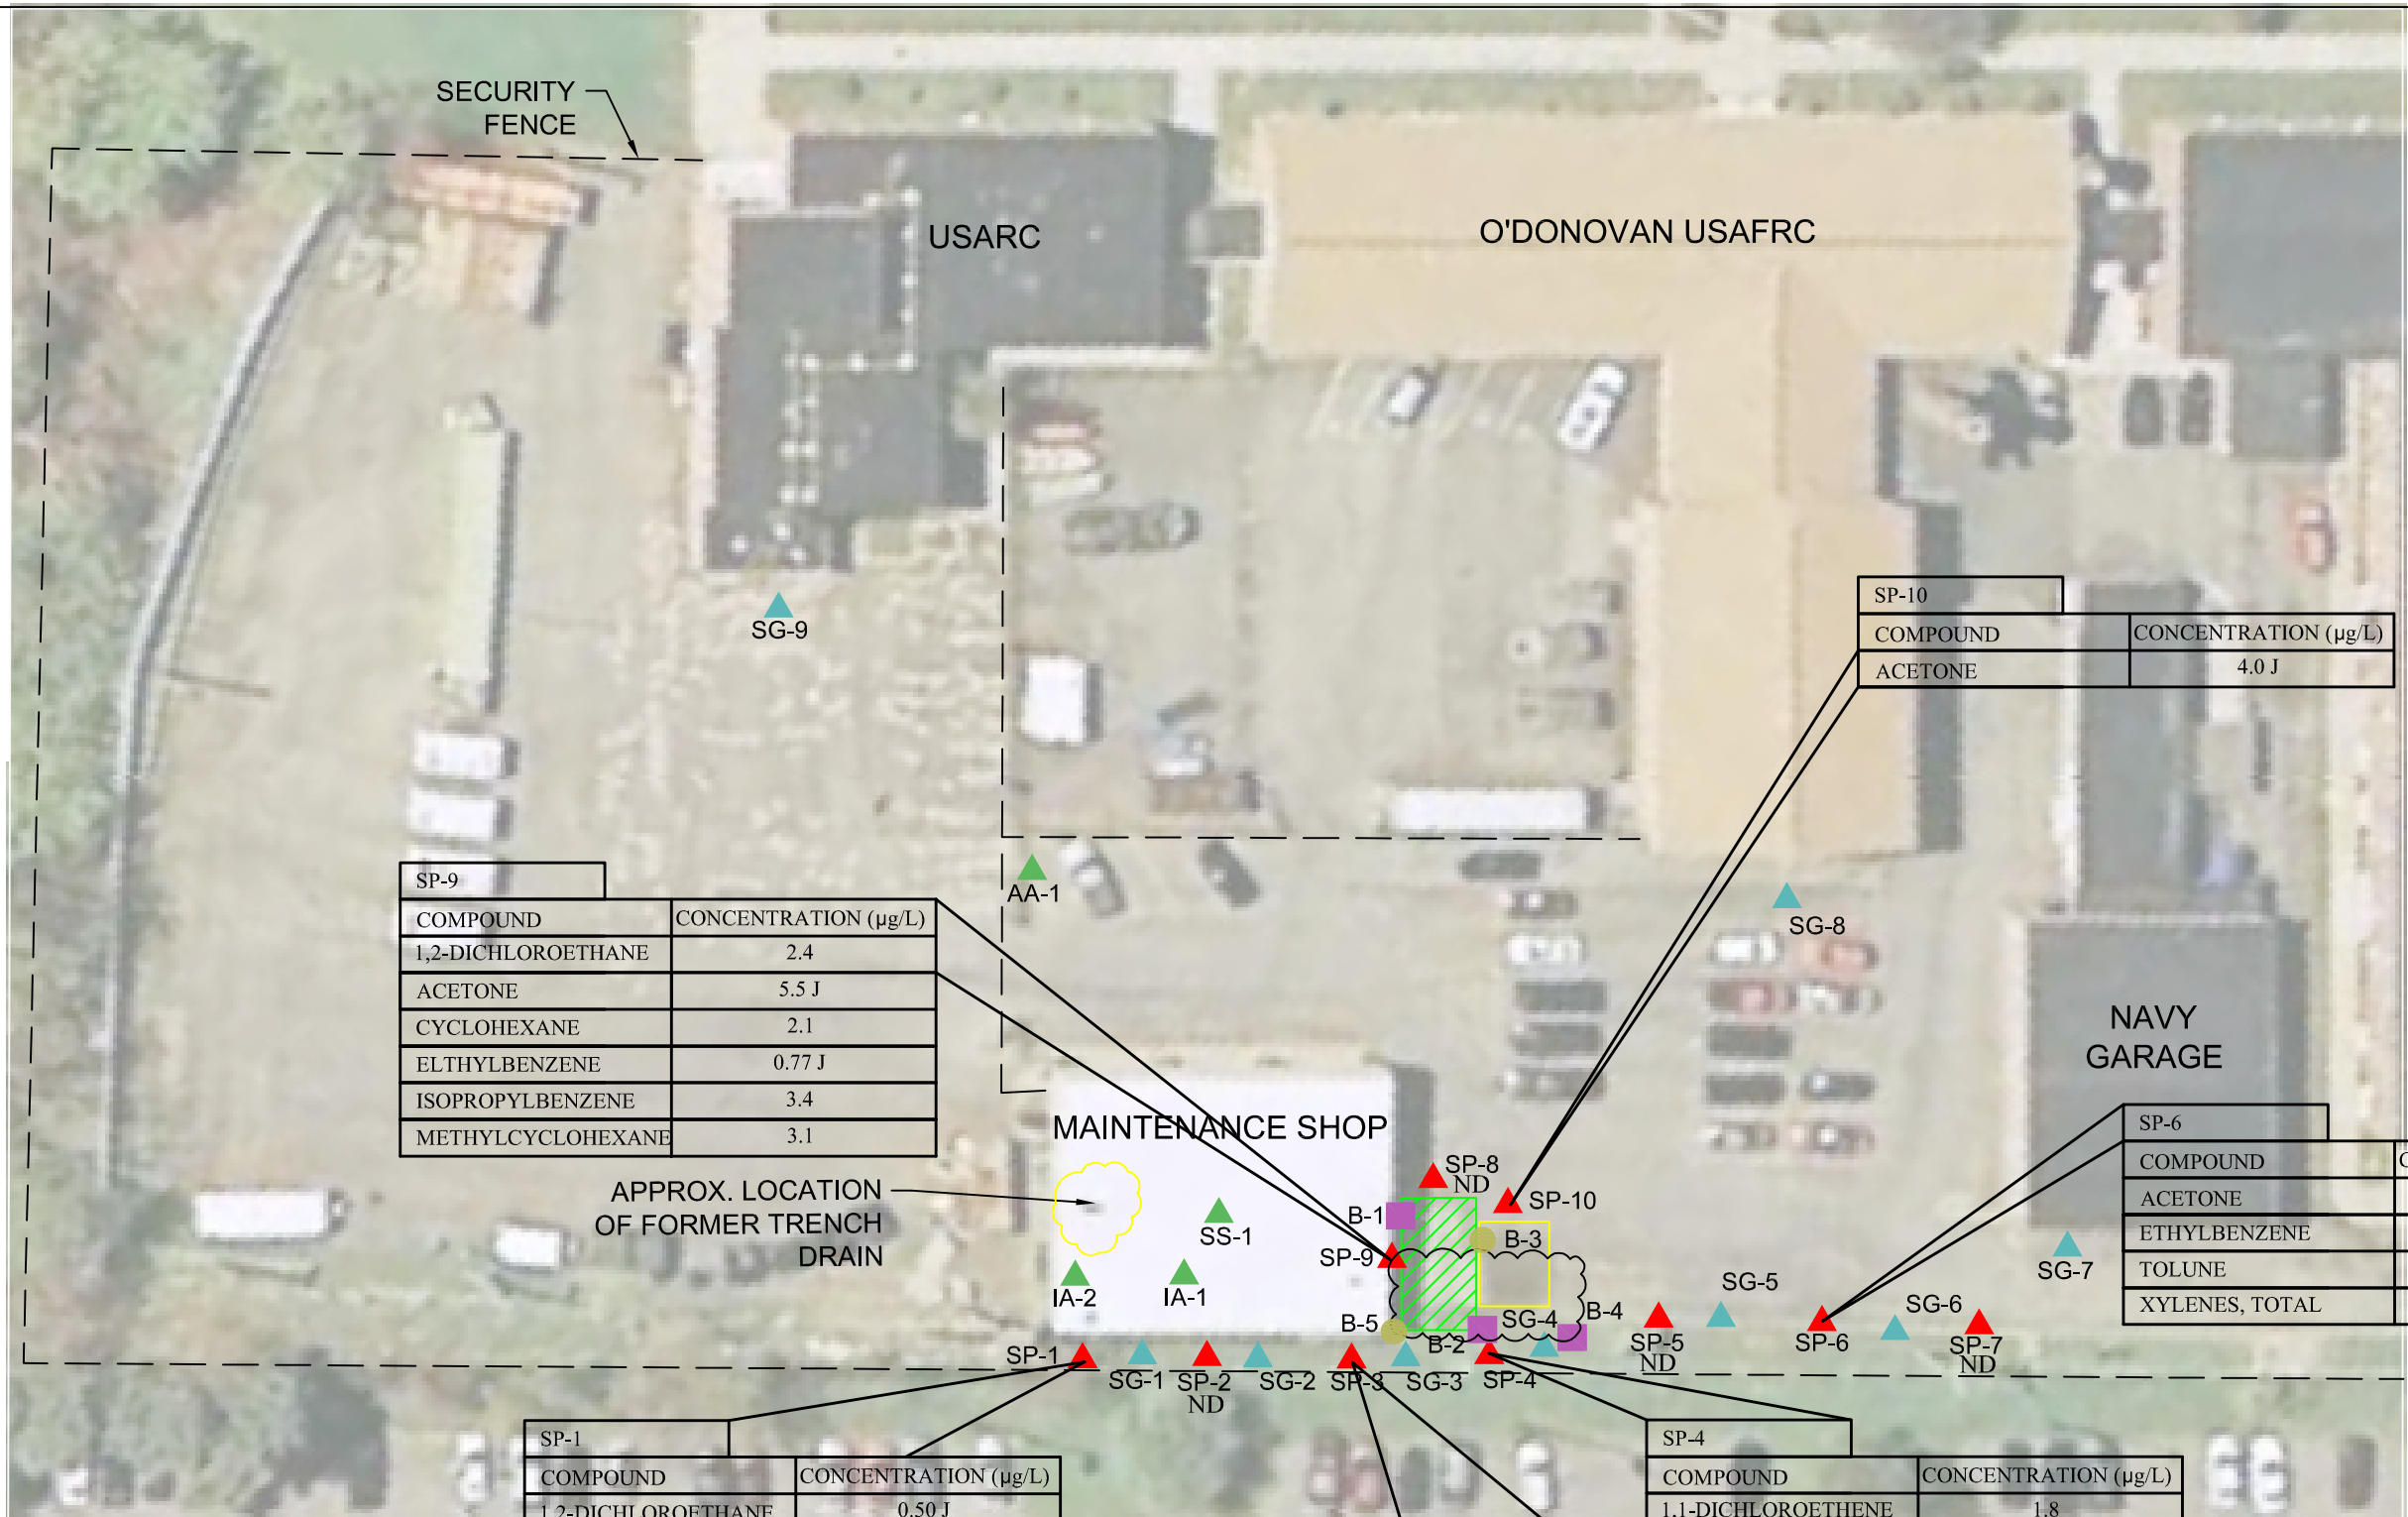 SECURITY
FENCE
USARC
O'DONOVAN USAFRC
SG-9
SP-10
COMPOUND CONCENTRATION (µg/L)
ACETONE 4.0 J
AA-1
SG-8
SP-9
COMPOUND CONCENTRATION (µg/L)
1,2-DICHLOROETHANE 2.4
ACETONE 5.5 J
CYCLOHEXANE 2.1
ELTHYLBENZENE 0.77 J
ISOPROPYLBENZENE 3.4
METHYLCYCLOHEXANE 3.1
NAVY
GARAGE
MAINTENANCE SHOP
APPROX. LOCATION
OF FORMER TRENCH
DRAIN
SS-1
IA-2
IA-1
SP-8
ND
SP-10
B-1
B-3
SP-9
B-5
B-2
SG-4
B-4
SG-5
SG-6
SG-7
SP-6
COMPOUND C
ACETONE
ETHYLBENZENE
TOLUNE
XYLENES, TOTAL
SP-1
SG-1
SP-2
ND
SG-2
SP-3
SG-3
SP-4
SP-5
ND
SP-6
SP-7
ND
SP-1
COMPOUND CONCENTRATION (µg/L)
1,2-DICHLOROETHANE 0.50 J
SP-4
COMPOUND CONCENTRATION (µg/L)
1,1-DICHLOROETHENE 1.8